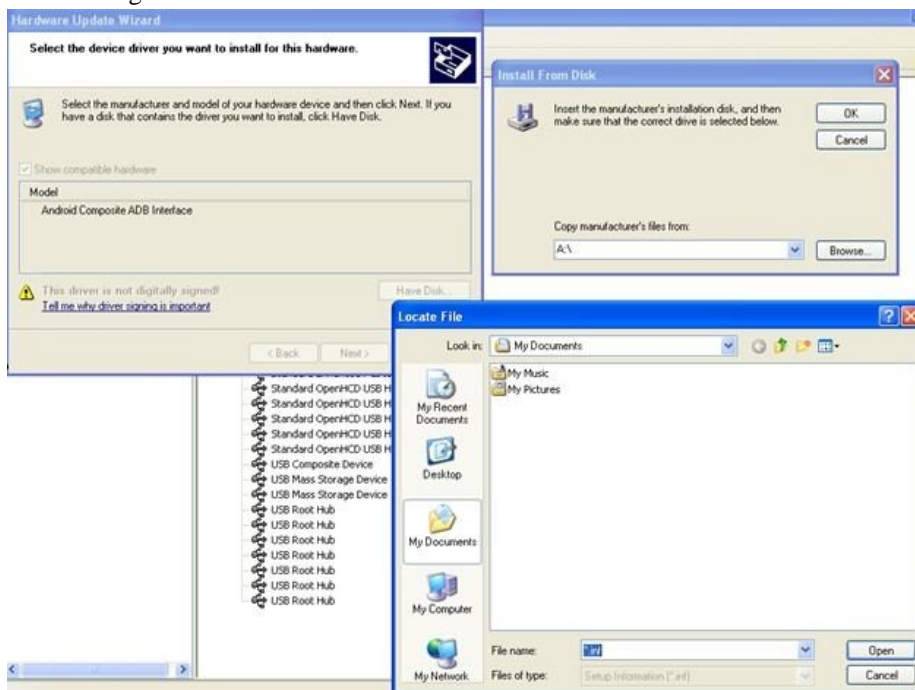 Hardware Update Wizard
Select the device driver you want to install for this hardware.
Select the manufacturer and model of your hardware device and then click Next. If you
have a disk that contains the driver you want to install, click Have Disk.
Show compatible hardware
Model
Android Composite ADB Interface
This driver is not digitally signed!
Tell me why driver signing is important
Have Disk...
< Back
Next >
Install From Disk
Insert the manufacturer's installation disk, and then
make sure that the correct drive is selected below.
OK
Cancel
Copy manufacturer's files from:
A:\
Browse...
Standard OpenHCD USB H
Standard OpenHCD USB H
Standard OpenHCD USB H
Standard OpenHCD USB H
Standard OpenHCD USB H
USB Composite Device
USB Mass Storage Device
USB Mass Storage Device
USB Root Hub
USB Root Hub
USB Root Hub
USB Root Hub
USB Root Hub
USB Root Hub
USB Root Hub
Locate File
Look in:
My Documents
My Recent
Documents
Desktop
My Documents
My Computer
My Network
My Music
My Pictures
File name:
*.inf
Open
Files of type:
Setup Information (*.inf)
Cancel